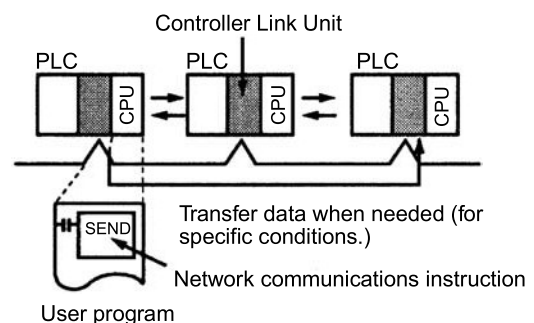 Controller Link Unit
PLC
PLC
PLC
CPU
CPU
CPU
SEND
Transfer data when needed (for
specific conditions.)
Network communications instruction
User program